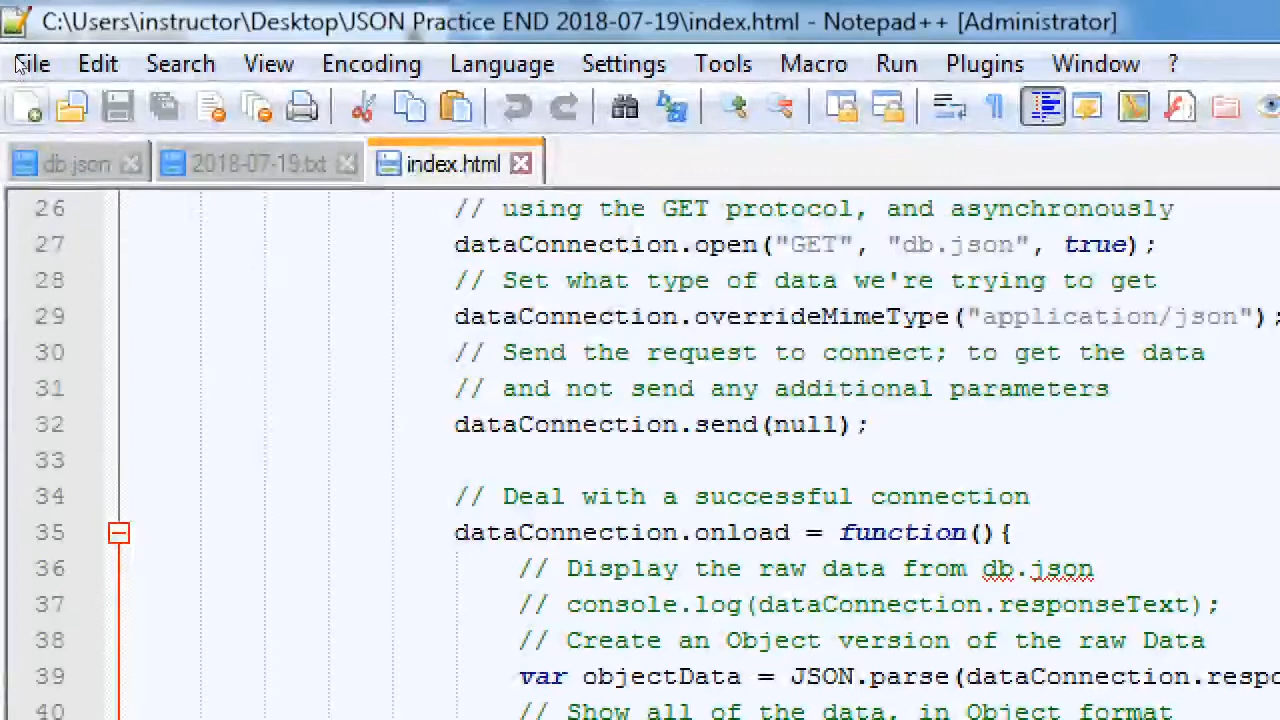 C:\Users\instructor\Desktop\JSON Practice END 2018-07-19\index.html - Notepad++ [Administrator]
File Edit Search View Encoding Language Settings Tools Macro Run Plugins Window ?
db.json 2018-07-19.txt index.html
26 // using the GET protocol, and asynchronously
27 dataConnection.open("GET", "db.json", true);
28 // Set what type of data we're trying to get
29 dataConnection.overrideMimeType("application/json");
30 // Send the request to connect; to get the data
31 // and not send any additional parameters
32 dataConnection.send(null);
33
34 // Deal with a successful connection
35 dataConnection.onload = function(){
36 // Display the raw data from db.json
37 // console.log(dataConnection.responseText);
38 // Create an Object version of the raw Data
39 var objectData = JSON.parse(dataConnection.respo
40 // Show all of the data, in Object format